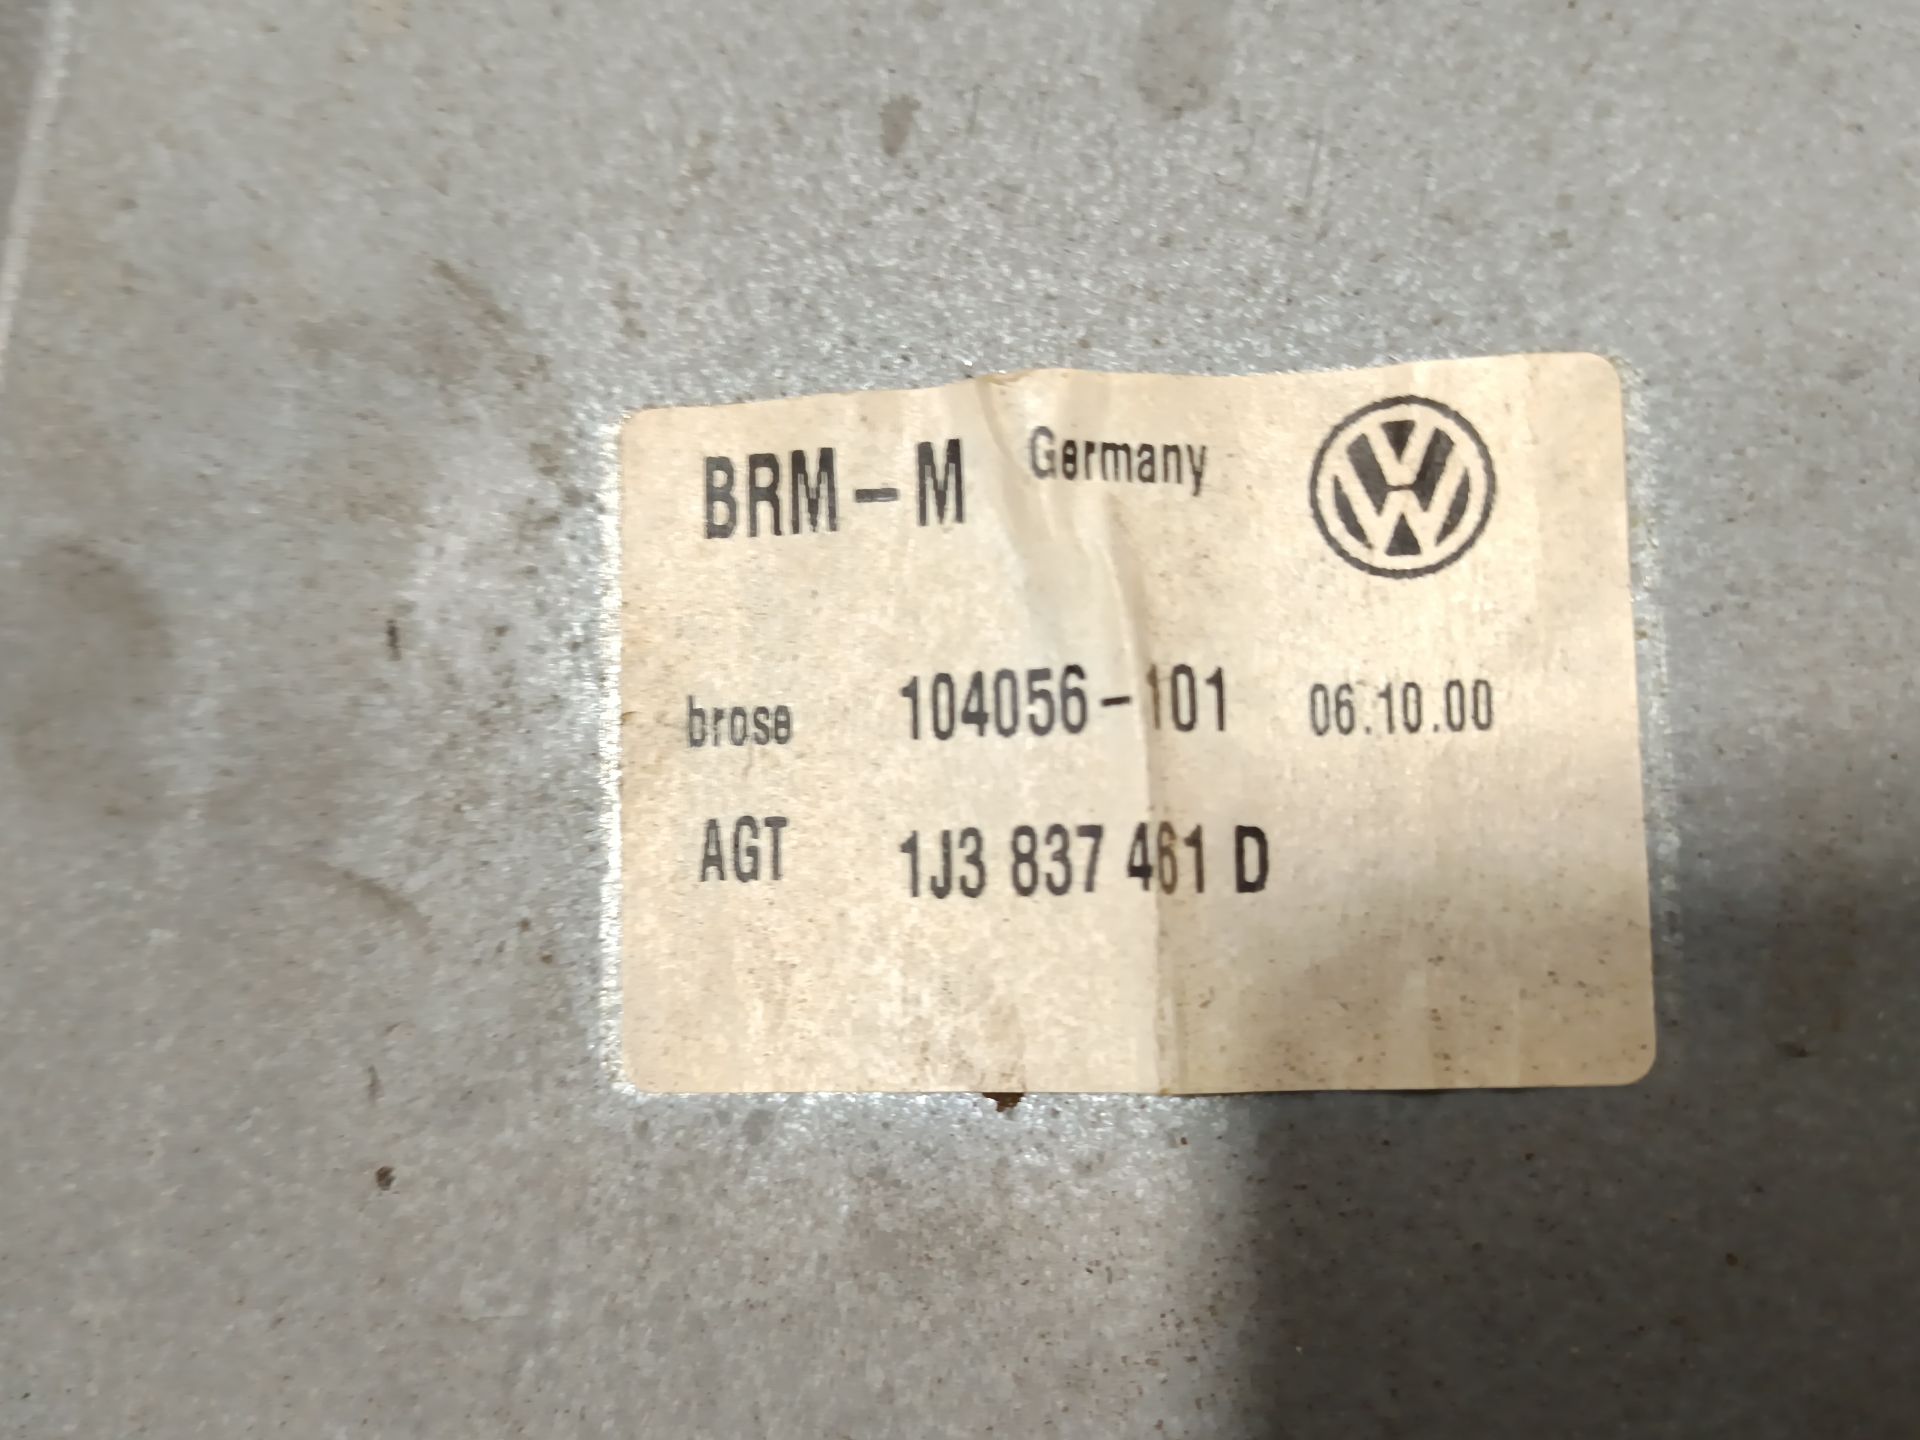 BRM-M Germany
brose 104056-101 06.10.00
AGT 1J3 837 461 D